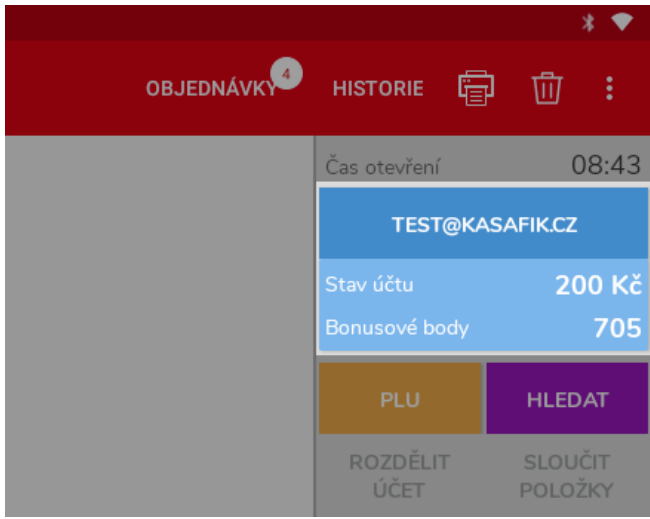 OBJEDNÁVKY 4 HISTORIE
Čas otevření 08:43
TEST@KASAFIK.CZ
Stav účtu 200 Kč
Bonusové body 705
PLU HLEDAT
ROZDĚLIT ÚČET
SLOUČIT POLOŽKY